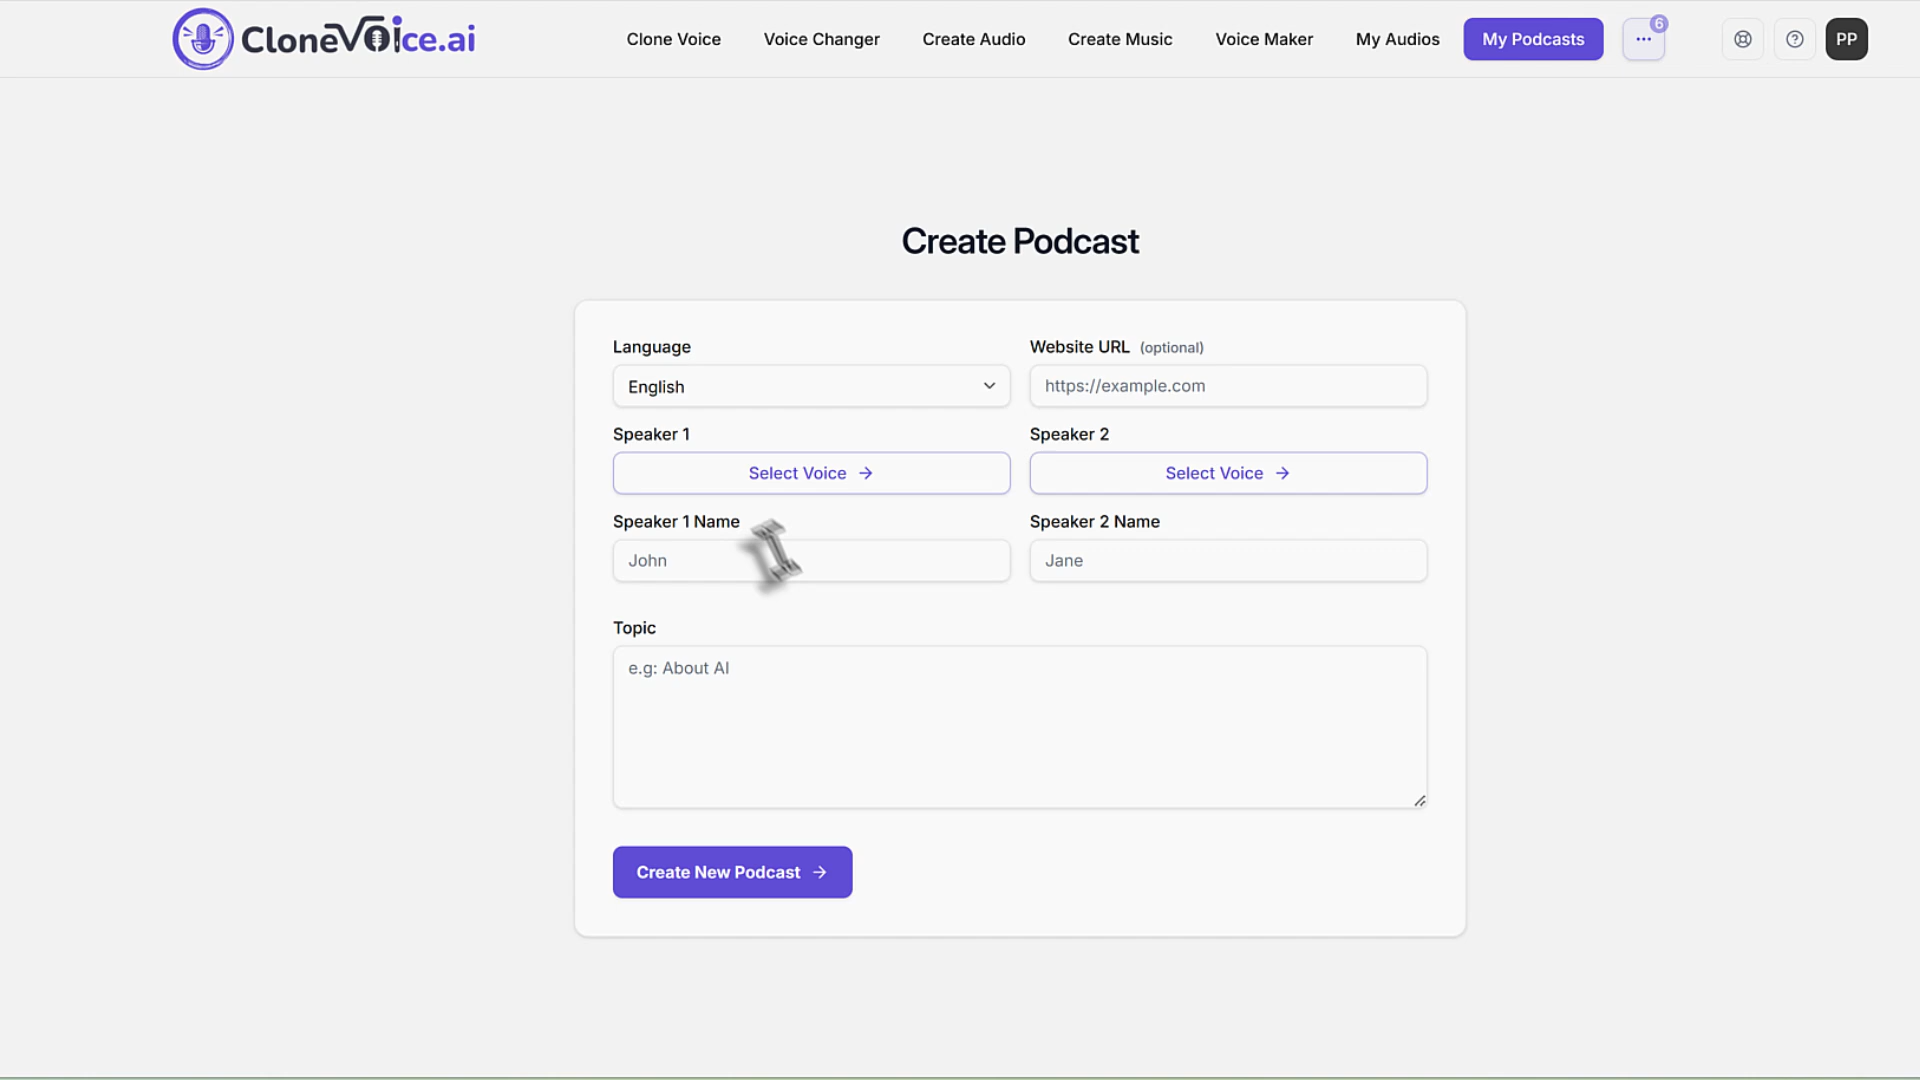 CloneVoice.ai
Clone Voice
Voice Changer
Create Audio
Create Music
Voice Maker
My Audios
My Podcasts
6
PP
Create Podcast
Language
Website URL (optional)
English
https://example.com
Speaker 1
Speaker 2
Select Voice
Select Voice
Speaker 1 Name
Speaker 2 Name
John
Jane
Topic
e.g: About AI
Create New Podcast